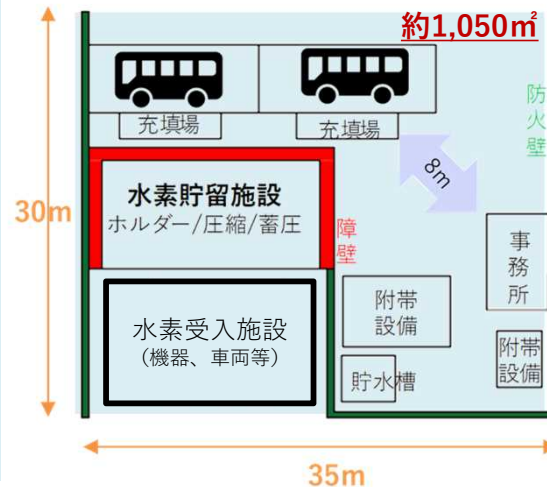 約1,050㎡
充填場
充填場
防火壁
8m
水素貯留施設
ホルダー/圧縮/蓄圧
30m
障壁
事務所
水素受入施設
（機器、車両等）
附帯
設備
附帯
設備
貯水槽
35m